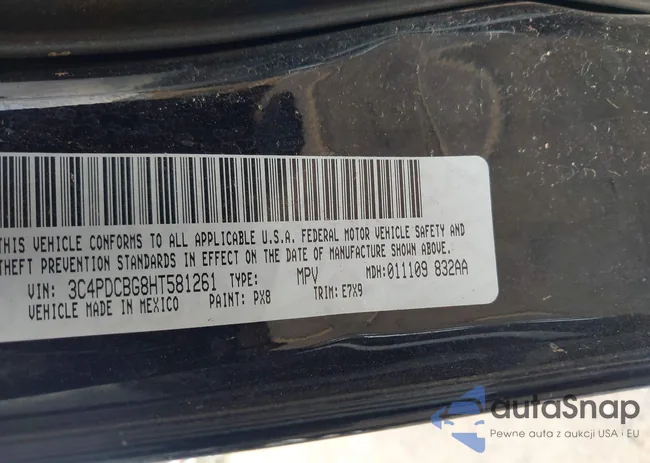 THIS VEHICLE CONFORMS TO ALL APPLICABLE U.S.A. FEDERAL MOTOR VEHICLE SAFETY AND
THEFT PREVENTION STANDARDS IN EFFECT ON THE DATE OF MANUFACTURE SHOWN ABOVE.
VIN: 3C4PDCBG8HT581261 TYPE: MPV MDH:011109 832AA
VEHICLE MADE IN MEXICO PAINT: PX8 TRIM: E7X9
autaSnap
Pewne auta z aukcji USA i EU